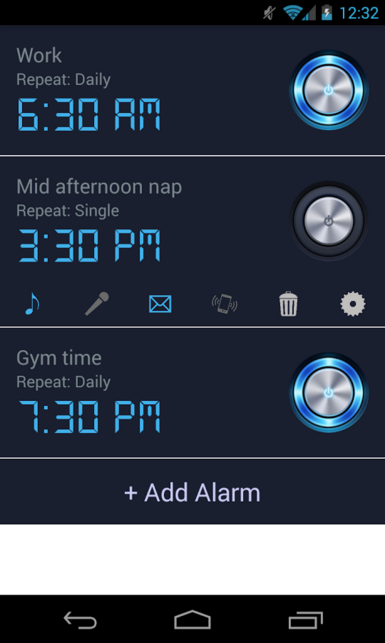 12:32
Work
Repeat: Daily
6:30 AM
Mid afternoon nap
Repeat: Single
3:30 PM
Gym time
Repeat: Daily
7:30 PM
+ Add Alarm